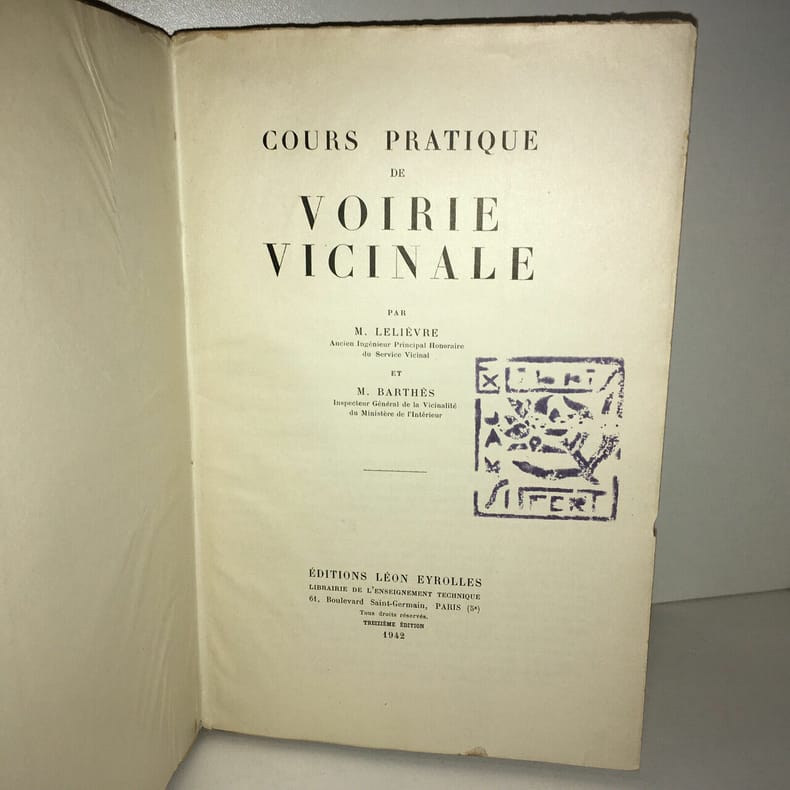 COURS PRATIQUE
DE
VOIRIE
VICINALE
PAR
M. LELIÈVRE
Ancien Ingénieur Principal Honoraire
du Service Vicinal
ET
M. BARTHÈS
Inspecteur Général de la Vicinalité
du Ministère de l'Intérieur
ÉDITIONS LÉON EYROLLES
LIBRAIRIE DE L'ENSEIGNEMENT TECHNIQUE
61, Boulevard Saint-Germain, PARIS (5ᵉ)
Tous droits réservés.
TREIZIÈME ÉDITION
1942